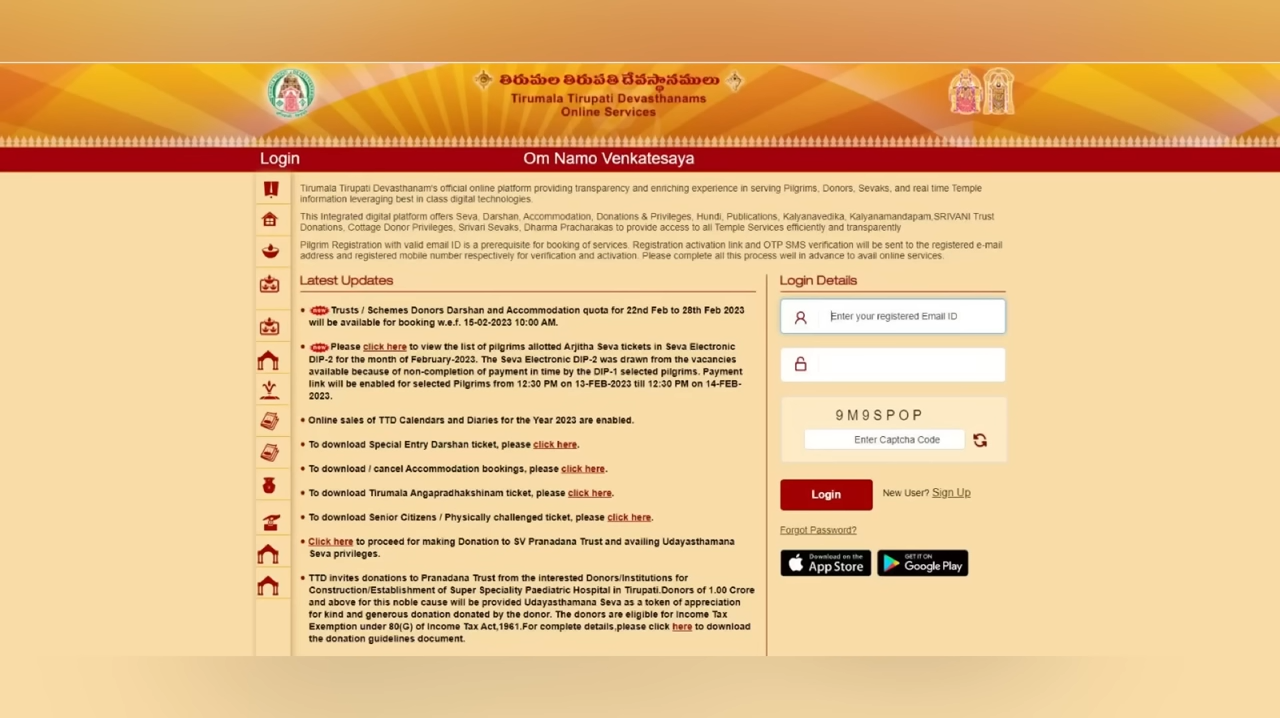 తిరుమల తిరుపతి దేవస్థానములు
Tirumala Tirupati Devasthanams
Online Services
Login
Om Namo Venkatesaya
Tirumala Tirupati Devasthanam's official online platform providing transparency and enriching experience in serving Pilgrims, Donors, Sevaks, and real time Temple
information leveraging best in class digital technologies.
This Integrated digital platform offers Seva, Darshan, Accommodation, Donations & Privileges, Hundi, Publications, Kalyanavedika, Kalyanamandapam,SRIVANI Trust
Donations, Cottage Donor Privileges, Srivari Sevaks, Dharma Pracharakas to provide access to all Temple Services efficiently and transparently
Pilgrim Registration with valid email ID is a prerequisite for booking of services. Registration activation link and OTP SMS verification will be sent to the registered e-mail
address and registered mobile number respectively for verification and activation. Please complete all this process well in advance to avail online services.
Latest Updates
new Trusts / Schemes Donors Darshan and Accommodation quota for 22nd Feb to 28th Feb 2023
will be available for booking w.e.f. 15-02-2023 10:00 AM.
new Please click here to view the list of pilgrims allotted Arjitha Seva tickets in Seva Electronic
DIP-2 for the month of February-2023. The Seva Electronic DIP-2 was drawn from the vacancies
available because of non-completion of payment in time by the DIP-1 selected pilgrims. Payment
link will be enabled for selected Pilgrims from 12:30 PM on 13-FEB-2023 till 12:30 PM on 14-FEB-
2023.
Online sales of TTD Calendars and Diaries for the Year 2023 are enabled.
To download Special Entry Darshan ticket, please click here.
To download / cancel Accommodation bookings, please click here.
To download Tirumala Angapradhakshinam ticket, please click here.
To download Senior Citizens / Physically challenged ticket, please click here.
Click here to proceed for making Donation to SV Pranadana Trust and availing Udayasthamana
Seva privileges.
TTD invites donations to Pranadana Trust from the interested Donors/Institutions for
Construction/Establishment of Super Speciality Paediatric Hospital in Tirupati.Donors of 1.00 Crore
and above for this noble cause will be provided Udayasthamana Seva as a token of appreciation
for kind and generous donation donated by the donor. The donors are eligible for Income Tax
Exemption under 80(G) of Income Tax Act,1961.For complete details,please click here to download
the donation guidelines document.
Login Details
Enter your registered Email ID
9M9SPOP
Enter Captcha Code
Login
New User? Sign Up
Forgot Password?
Download on the
App Store
GET IT ON
Google Play